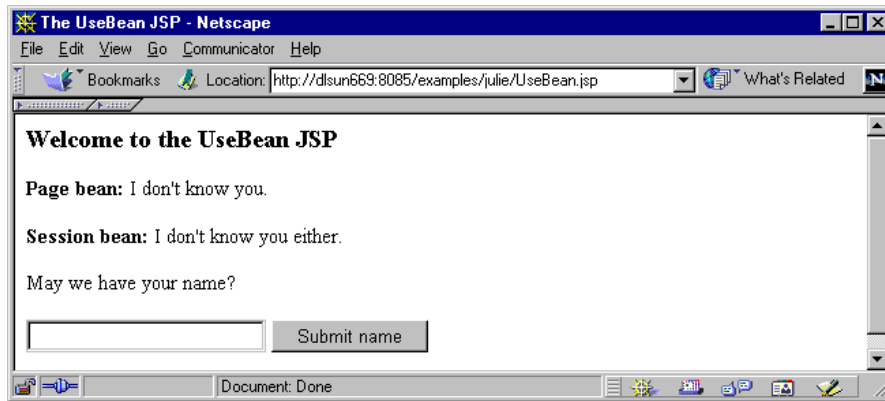 The UseBean JSP - Netscape
File Edit View Go Communicator Help
Bookmarks Location: http://dlsun669:8085/examples/julie/UseBean.jsp What's Related N
Welcome to the UseBean JSP
Page bean: I don't know you.
Session bean: I don't know you either.
May we have your name?
Submit name
Document: Done